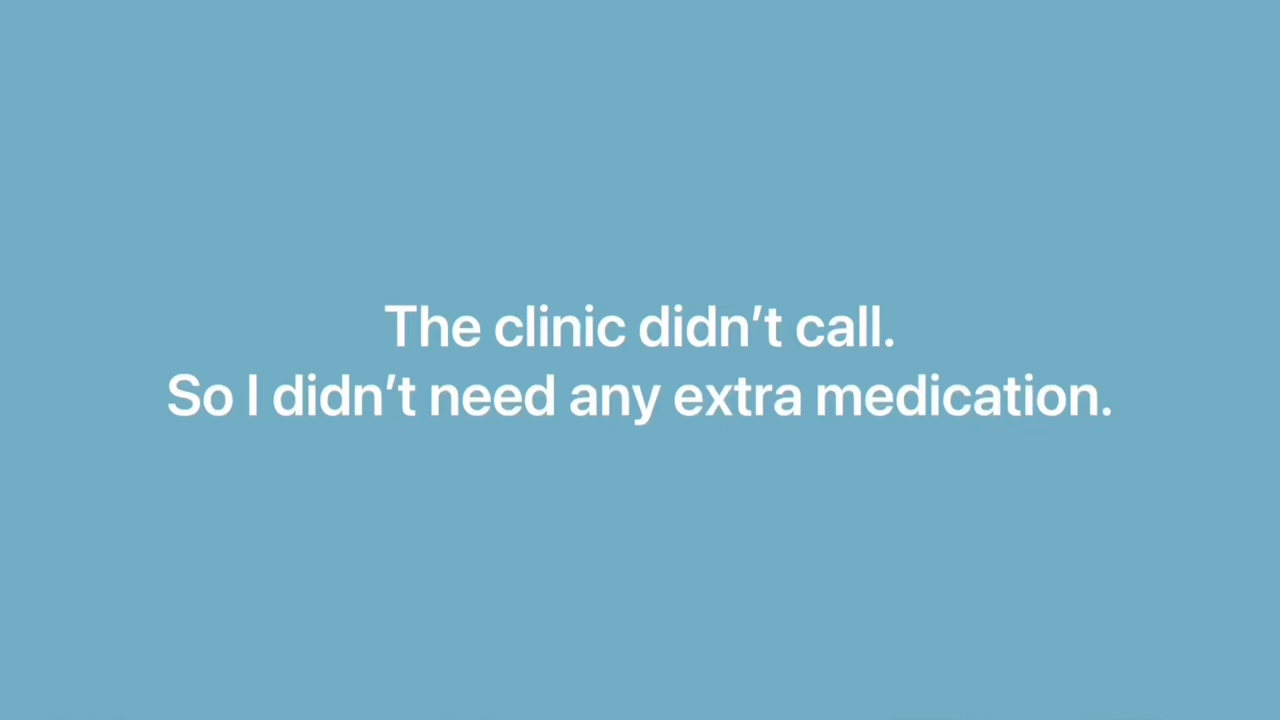 The clinic didn’t call.
So I didn’t need any extra medication.